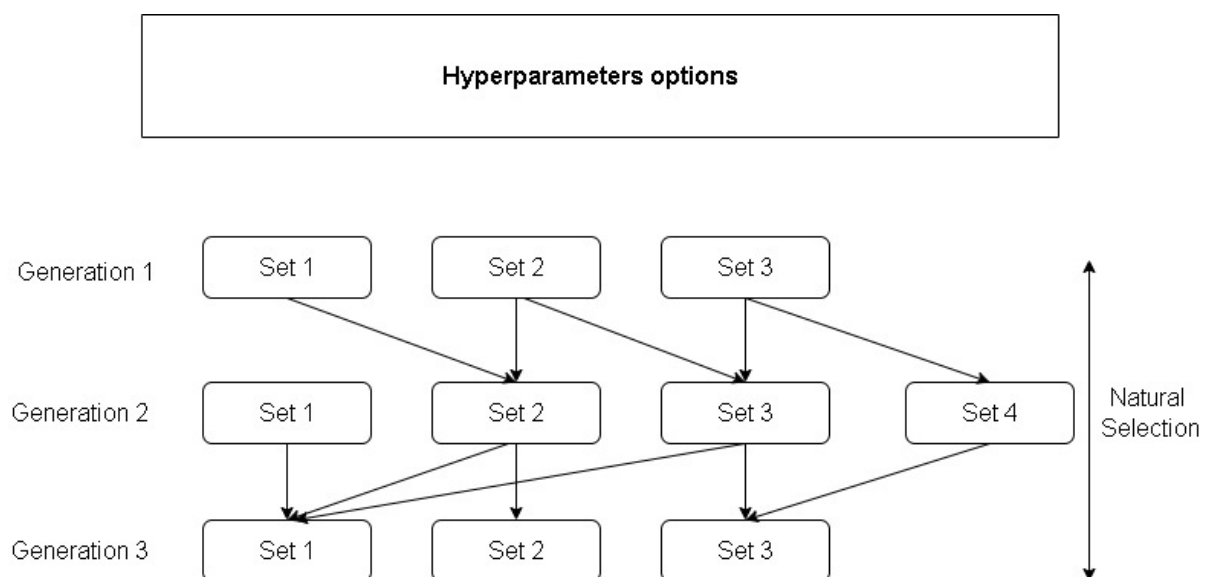 Hyperparameters options
Generation 1
Set 1
Set 2
Set 3
Generation 2
Set 1
Set 2
Set 3
Set 4
Natural
Selection
Generation 3
Set 1
Set 2
Set 3